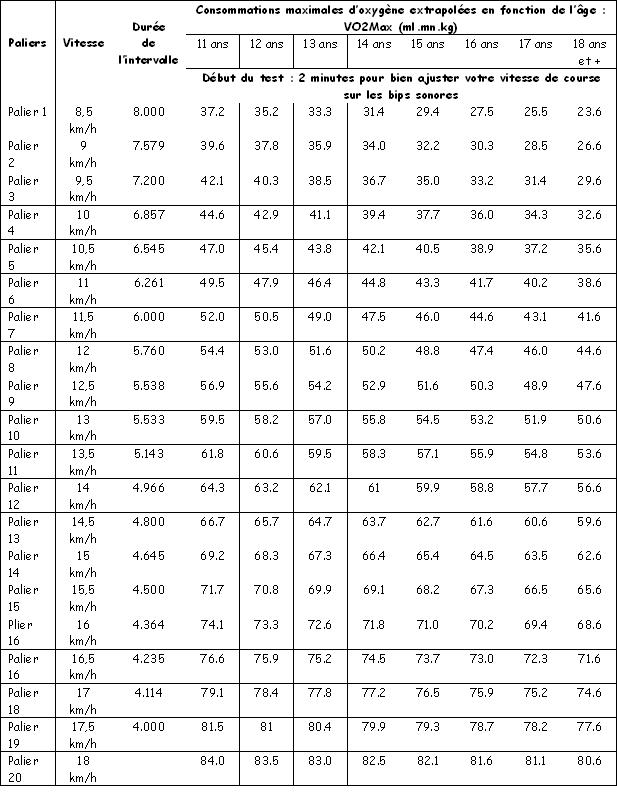 Consommations maximales d'oxygène extrapolées en fonction de l'âge :
VO2Max (ml.mn.kg)
Paliers Vitesse Durée de l'intervalle 11 ans 12 ans 13 ans 14 ans 15 ans 16 ans 17 ans 18 ans et +
Début du test : 2 minutes pour bien ajuster votre vitesse de course
sur les bips sonores
Palier 1 8,5 km/h 8.000 37.2 35.2 33.3 31.4 29.4 27.5 25.5 23.6
Palier 2 9 km/h 7.579 39.6 37.8 35.9 34.0 32.2 30.3 28.5 26.6
Palier 3 9,5 km/h 7.200 42.1 40.3 38.5 36.7 35.0 33.2 31.4 29.6
Palier 4 10 km/h 6.857 44.6 42.9 41.1 39.4 37.7 36.0 34.3 32.6
Palier 5 10,5 km/h 6.545 47.0 45.4 43.8 42.1 40.5 38.9 37.2 35.6
Palier 6 11 km/h 6.261 49.5 47.9 46.4 44.8 43.3 41.7 40.2 38.6
Palier 7 11,5 km/h 6.000 52.0 50.5 49.0 47.5 46.0 44.6 43.1 41.6
Palier 8 12 km/h 5.760 54.4 53.0 51.6 50.2 48.8 47.4 46.0 44.6
Palier 9 12,5 km/h 5.538 56.9 55.6 54.2 52.9 51.6 50.3 48.9 47.6
Palier 10 13 km/h 5.533 59.5 58.2 57.0 55.8 54.5 53.2 51.9 50.6
Palier 11 13,5 km/h 5.143 61.8 60.6 59.5 58.3 57.1 55.9 54.8 53.6
Palier 12 14 km/h 4.966 64.3 63.2 62.1 61 59.9 58.8 57.7 56.6
Palier 13 14,5 km/h 4.800 66.7 65.7 64.7 63.7 62.7 61.6 60.6 59.6
Palier 14 15 km/h 4.645 69.2 68.3 67.3 66.4 65.4 64.5 63.5 62.6
Palier 15 15,5 km/h 4.500 71.7 70.8 69.9 69.1 68.2 67.3 66.5 65.6
Plier 16 16 km/h 4.364 74.1 73.3 72.6 71.8 71.0 70.2 69.4 68.6
Palier 16 16,5 km/h 4.235 76.6 75.9 75.2 74.5 73.7 73.0 72.3 71.6
Palier 18 17 km/h 4.114 79.1 78.4 77.8 77.2 76.5 75.9 75.2 74.6
Palier 19 17,5 km/h 4.000 81.5 81 80.4 79.9 79.3 78.7 78.2 77.6
Palier 20 18 km/h 84.0 83.5 83.0 82.5 82.1 81.6 81.1 80.6